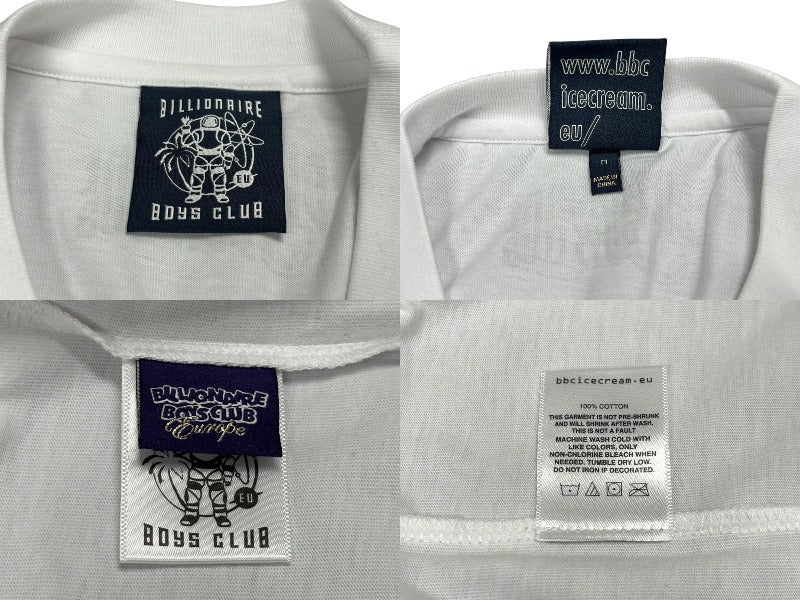 BILLIONAIRE
EU
BOYS CLUB
www.bbc
icecream.
eu/
M
MADE IN
CHINA
BILLIONAIRE
BOYS CLUB
Europe
EU
BOYS CLUB
bbcicecream.eu
100% COTTON
THIS GARMENT IS NOT PRE-SHRUNK
AND WILL SHRINK AFTER WASH.
THIS IS NOT A FAULT
MACHINE WASH COLD WITH
LIKE COLORS, ONLY
NON-CHLORINE BLEACH WHEN
NEEDED. TUMBLE DRY LOW.
DO NOT IRON IF DECORATED.